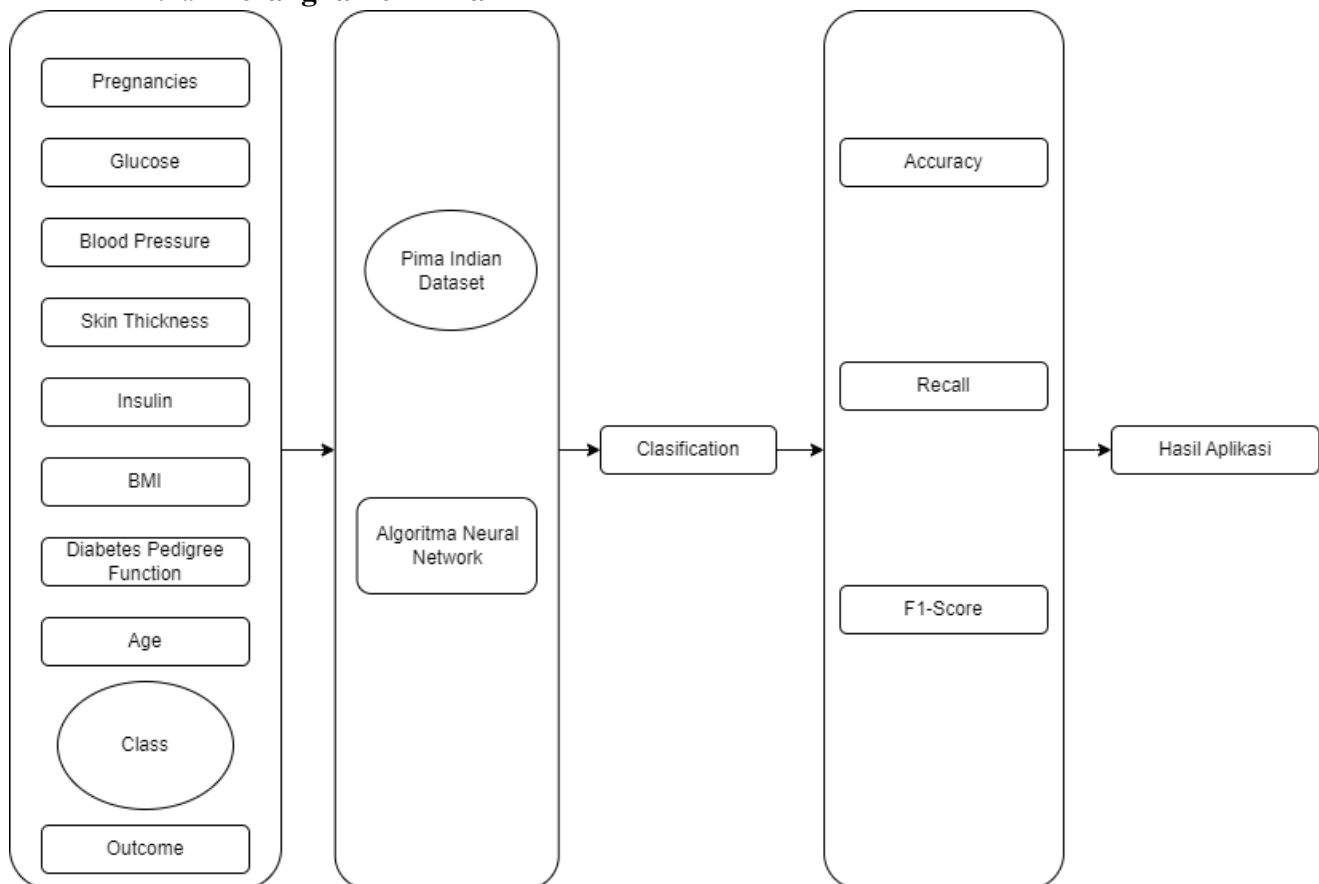 Pregnancies
Glucose
Blood Pressure
Skin Thickness
Insulin
BMI
Diabetes Pedigree
Function
Age
Class
Outcome
Pima Indian
Dataset
Algoritma Neural
Network
Clasification
Accuracy
Recall
F1-Score
Hasil Aplikasi